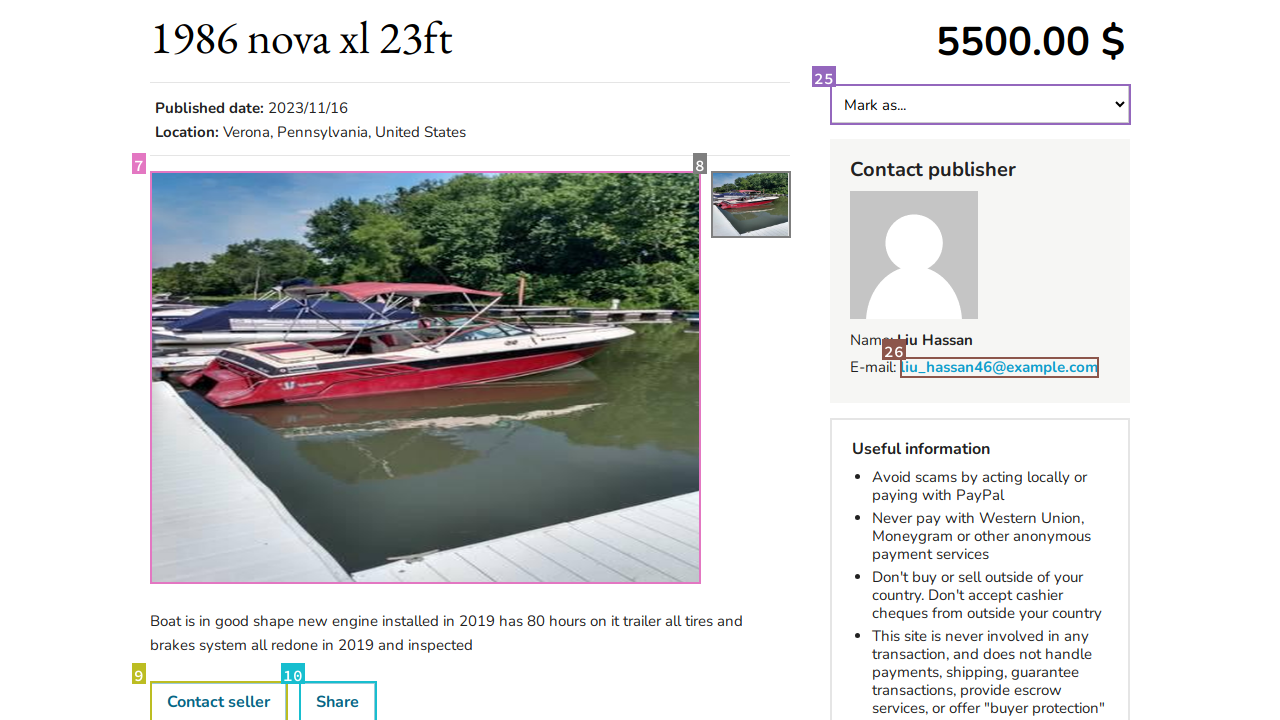 1986 nova xl 23ft
5500.00 $
25
Mark as...
Published date: 2023/11/16
Location: Verona, Pennsylvania, United States
7
8
Contact publisher
Name: Liu Hassan
26
E-mail: liu_hassan46@example.com
Useful information
• Avoid scams by acting locally or
paying with PayPal
• Never pay with Western Union,
Moneygram or other anonymous
payment services
• Don't buy or sell outside of your
country. Don't accept cashier
cheques from outside your country
• This site is never involved in any
transaction, and does not handle
payments, shipping, guarantee
transactions, provide escrow
services, or offer "buyer protection"
Boat is in good shape new engine installed in 2019 has 80 hours on it trailer all tires and
brakes system all redone in 2019 and inspected
9
Contact seller
10
Share